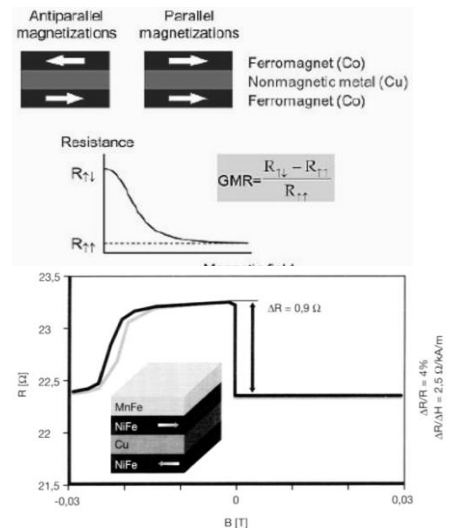 Antiparallel magnetizations
Parallel magnetizations
Ferromagnet (Co)
Nonmagnetic metal (Cu)
Ferromagnet (Co)
Resistance
R↑↓
R↑↑
GMR= R↑↓ – R↑↑
R↑↑
23,5
23
22,5
22
21,5
R [Ω]
ΔR = 0,9 Ω
MnFe
NiFe
Cu
NiFe
-0,03
0
0,03
B [T]
ΔR/R = 4%
ΔR/ΔH = 2,5 Ω/kA/m